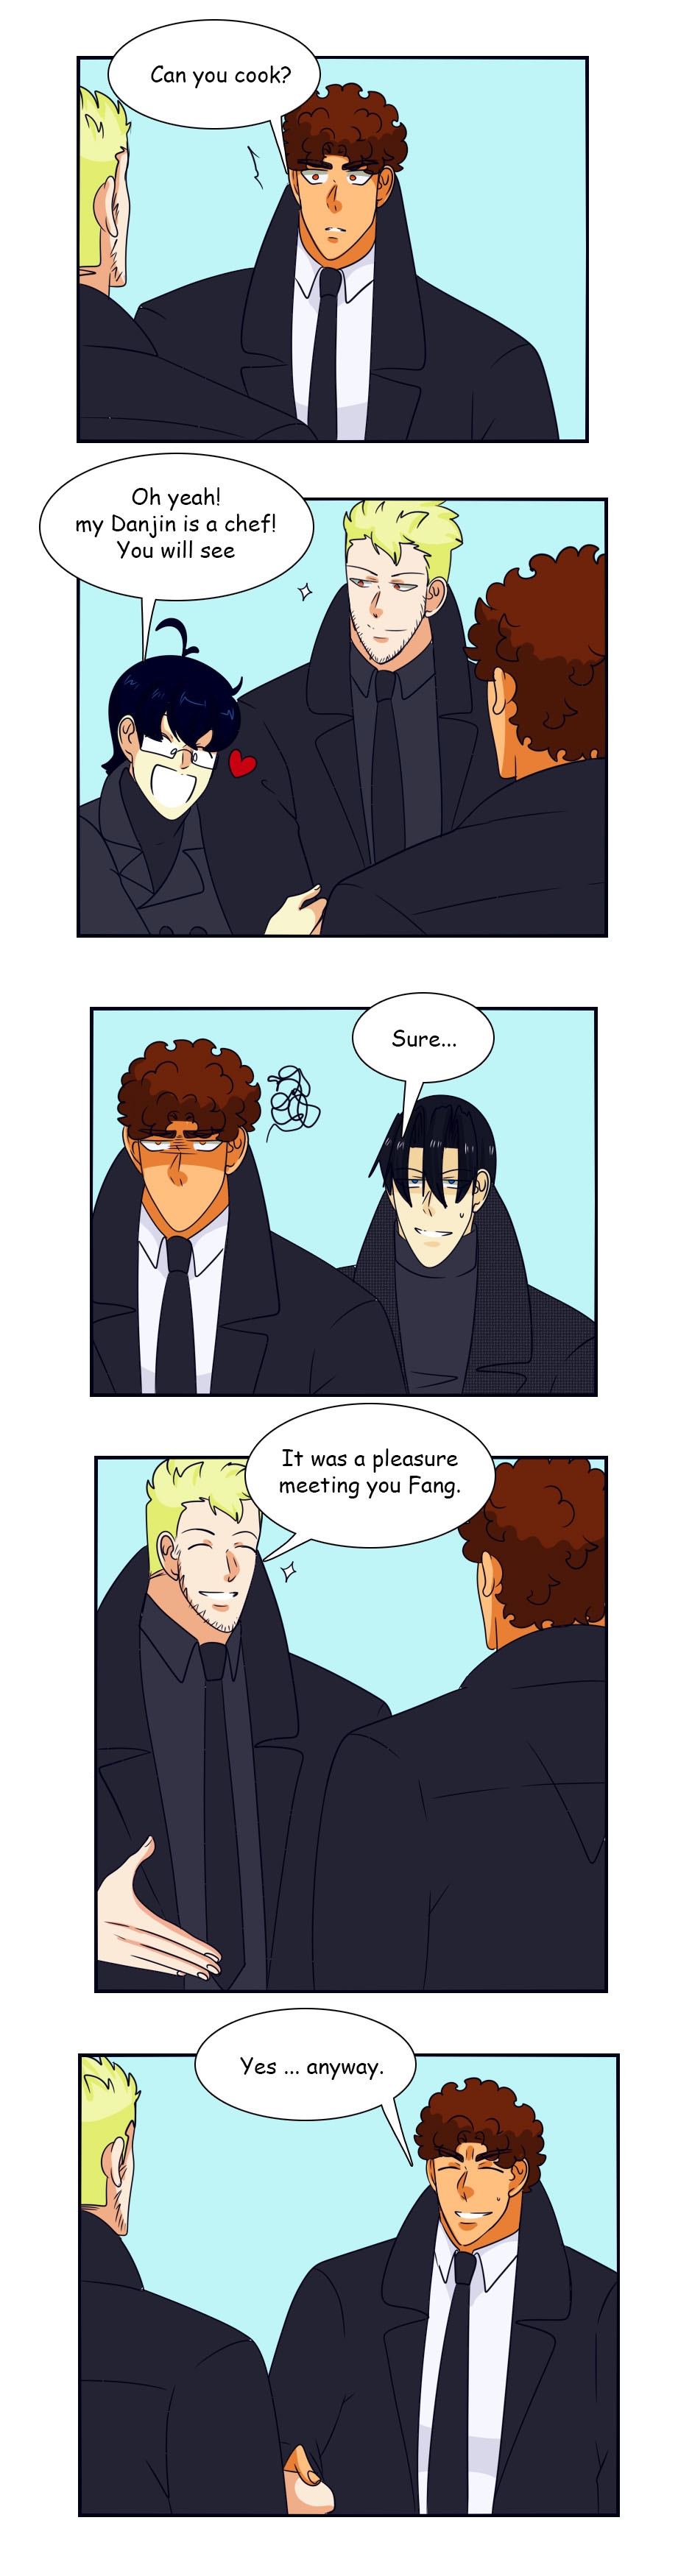 Can you cook?
Oh yeah!
my Danjin is a chef!
You will see
Sure...
It was a pleasure
meeting you Fang.
Yes ... anyway.